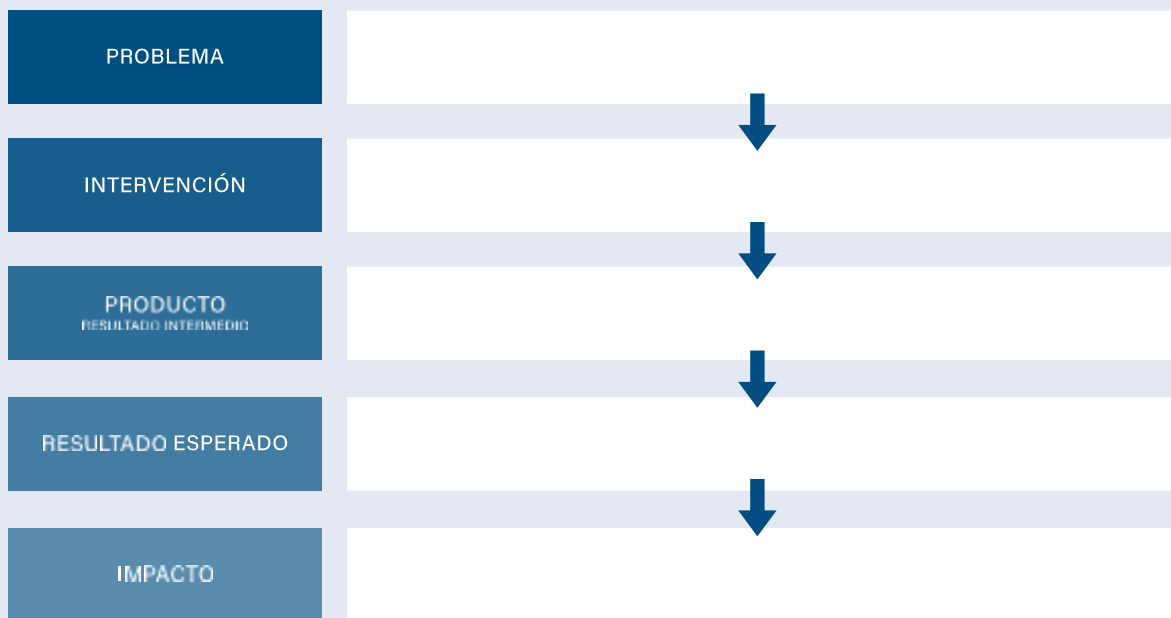 PROBLEMA
INTERVENCIÓN
PRODUCTO
RESULTADO INTERMEDIO
RESULTADO ESPERADO
IMPACTO